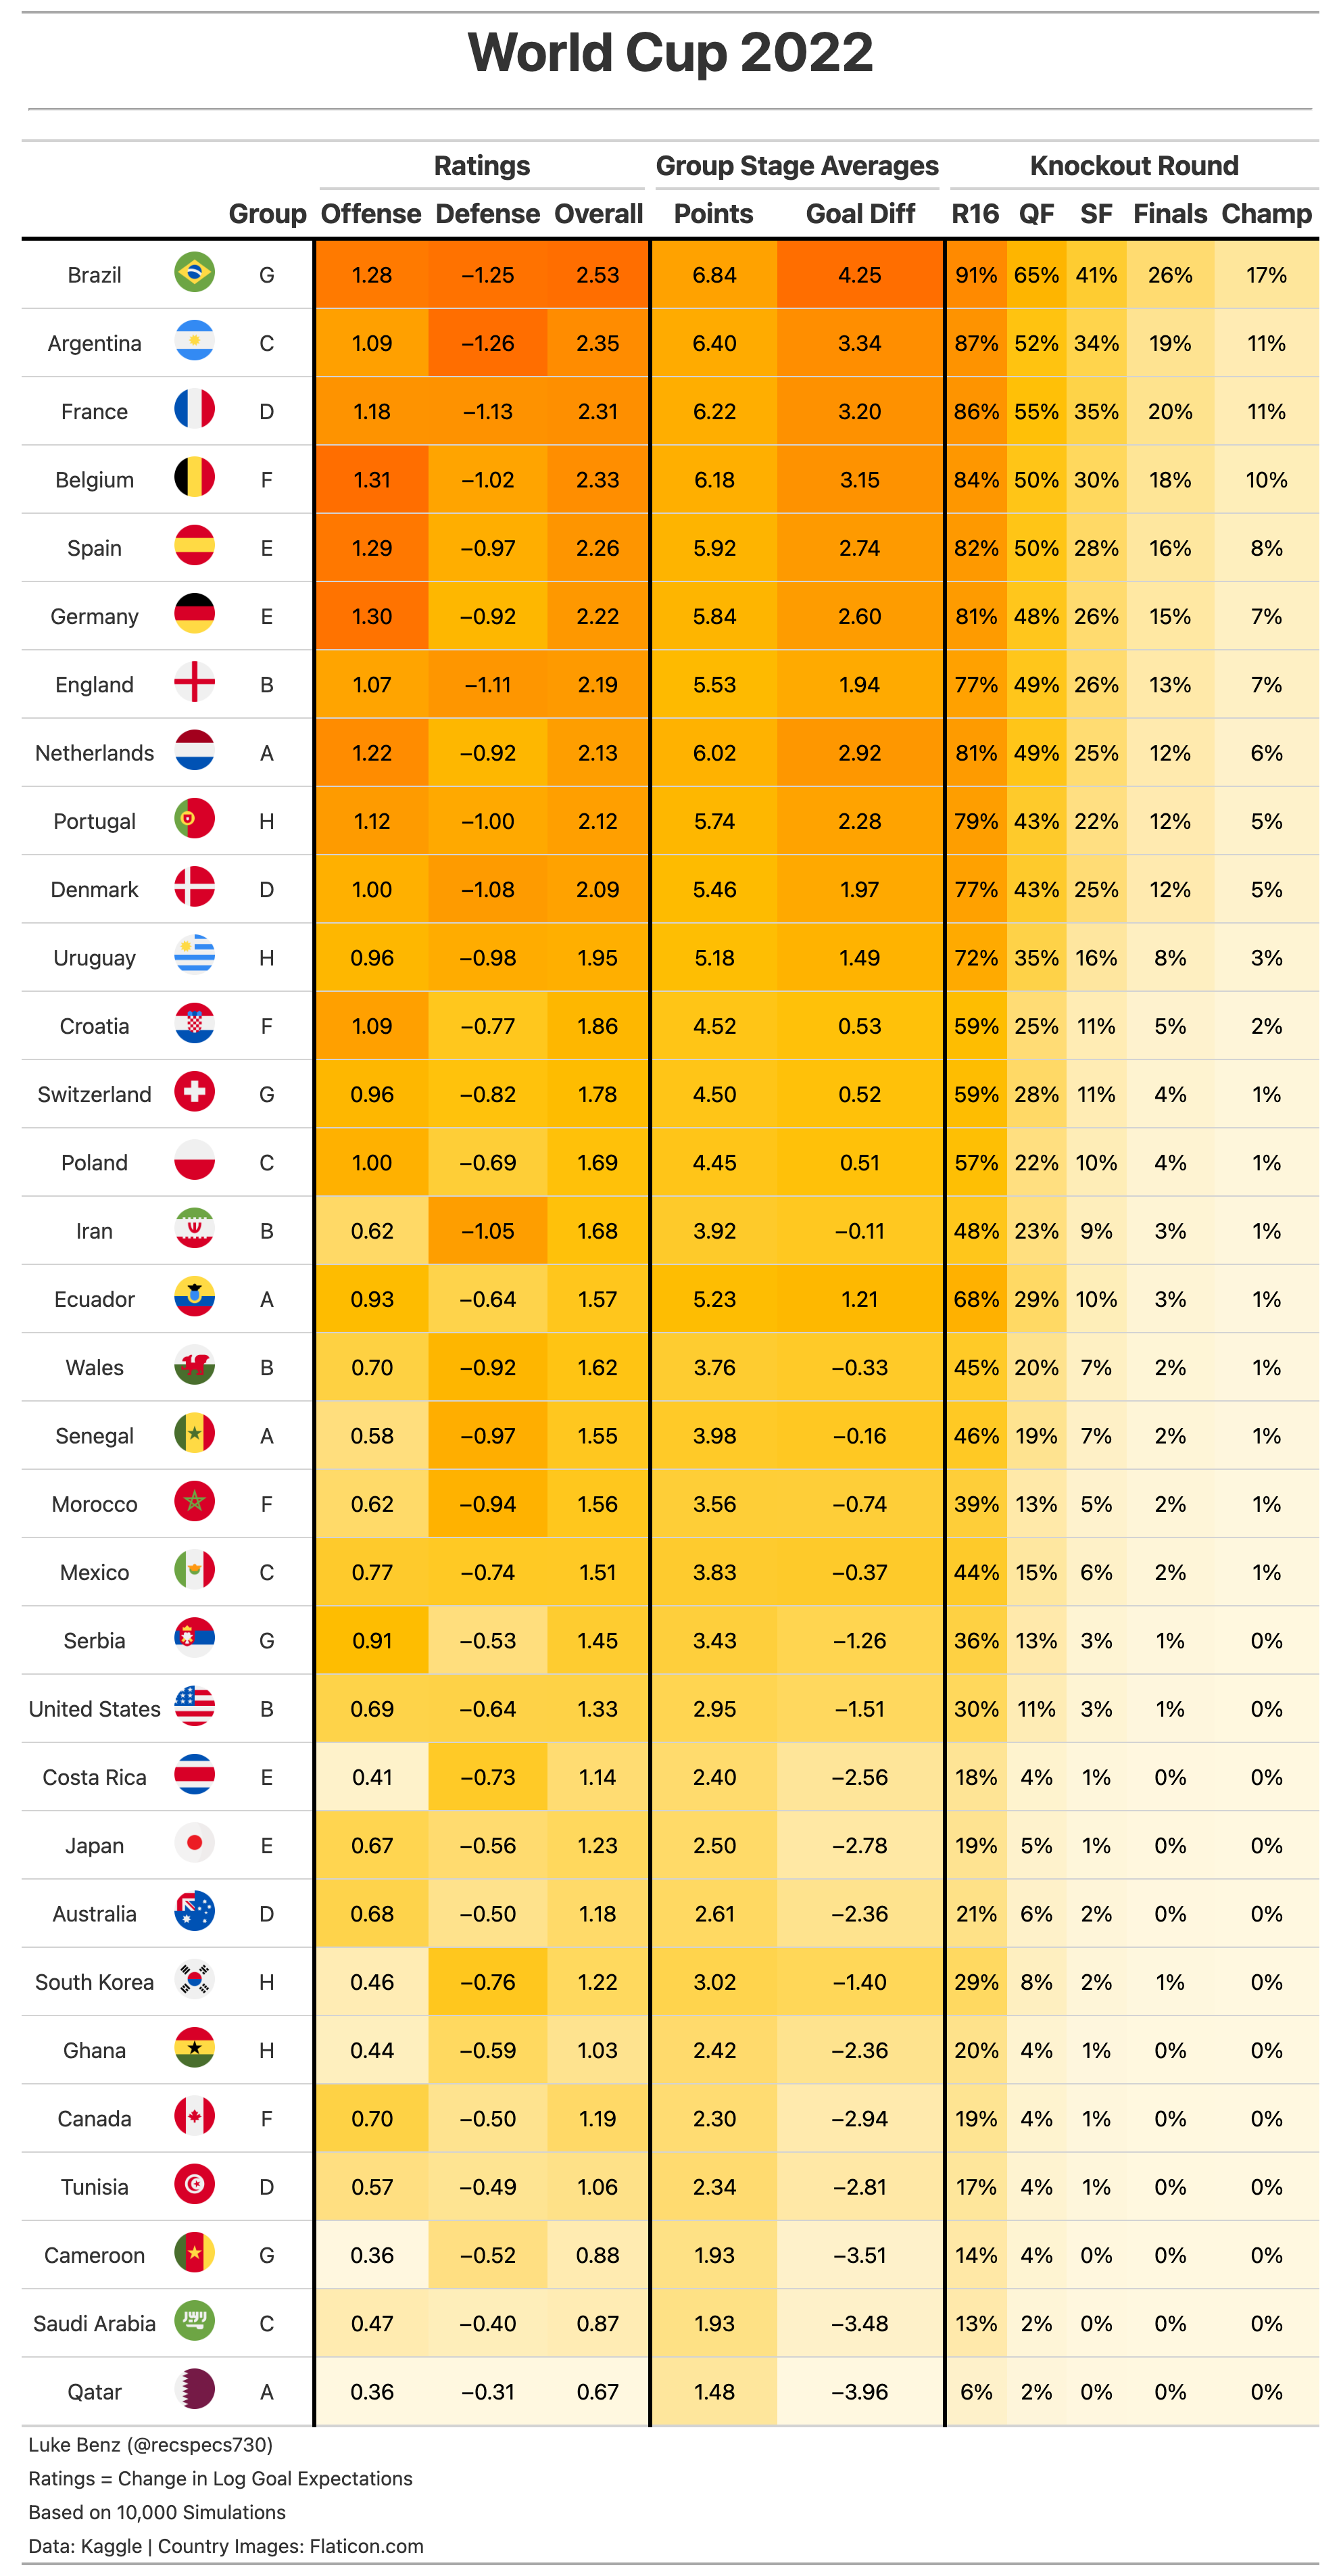 World Cup 2022
Ratings Group Stage Averages Knockout Round
Group Offense Defense Overall Points Goal Diff R16 QF SF Finals Champ
Brazil G 1.28 −1.25 2.53 6.84 4.25 91% 65% 41% 26% 17%
Argentina C 1.09 −1.26 2.35 6.40 3.34 87% 52% 34% 19% 11%
France D 1.18 −1.13 2.31 6.22 3.20 86% 55% 35% 20% 11%
Belgium F 1.31 −1.02 2.33 6.18 3.15 84% 50% 30% 18% 10%
Spain E 1.29 −0.97 2.26 5.92 2.74 82% 50% 28% 16% 8%
Germany E 1.30 −0.92 2.22 5.84 2.60 81% 48% 26% 15% 7%
England B 1.07 −1.11 2.19 5.53 1.94 77% 49% 26% 13% 7%
Netherlands A 1.22 −0.92 2.13 6.02 2.92 81% 49% 25% 12% 6%
Portugal H 1.12 −1.00 2.12 5.74 2.28 79% 43% 22% 12% 5%
Denmark D 1.00 −1.08 2.09 5.46 1.97 77% 43% 25% 12% 5%
Uruguay H 0.96 −0.98 1.95 5.18 1.49 72% 35% 16% 8% 3%
Croatia F 1.09 −0.77 1.86 4.52 0.53 59% 25% 11% 5% 2%
Switzerland G 0.96 −0.82 1.78 4.50 0.52 59% 28% 11% 4% 1%
Poland C 1.00 −0.69 1.69 4.45 0.51 57% 22% 10% 4% 1%
Iran B 0.62 −1.05 1.68 3.92 −0.11 48% 23% 9% 3% 1%
Ecuador A 0.93 −0.64 1.57 5.23 1.21 68% 29% 10% 3% 1%
Wales B 0.70 −0.92 1.62 3.76 −0.33 45% 20% 7% 2% 1%
Senegal A 0.58 −0.97 1.55 3.98 −0.16 46% 19% 7% 2% 1%
Morocco F 0.62 −0.94 1.56 3.56 −0.74 39% 13% 5% 2% 1%
Mexico C 0.77 −0.74 1.51 3.83 −0.37 44% 15% 6% 2% 1%
Serbia G 0.91 −0.53 1.45 3.43 −1.26 36% 13% 3% 1% 0%
United States B 0.69 −0.64 1.33 2.95 −1.51 30% 11% 3% 1% 0%
Costa Rica E 0.41 −0.73 1.14 2.40 −2.56 18% 4% 1% 0% 0%
Japan E 0.67 −0.56 1.23 2.50 −2.78 19% 5% 1% 0% 0%
Australia D 0.68 −0.50 1.18 2.61 −2.36 21% 6% 2% 0% 0%
South Korea H 0.46 −0.76 1.22 3.02 −1.40 29% 8% 2% 1% 0%
Ghana H 0.44 −0.59 1.03 2.42 −2.36 20% 4% 1% 0% 0%
Canada F 0.70 −0.50 1.19 2.30 −2.94 19% 4% 1% 0% 0%
Tunisia D 0.57 −0.49 1.06 2.34 −2.81 17% 4% 1% 0% 0%
Cameroon G 0.36 −0.52 0.88 1.93 −3.51 14% 4% 0% 0% 0%
Saudi Arabia C 0.47 −0.40 0.87 1.93 −3.48 13% 2% 0% 0% 0%
Qatar A 0.36 −0.31 0.67 1.48 −3.96 6% 2% 0% 0% 0%
Luke Benz (@recspecs730)
Ratings = Change in Log Goal Expectations
Based on 10,000 Simulations
Data: Kaggle | Country Images: Flaticon.com